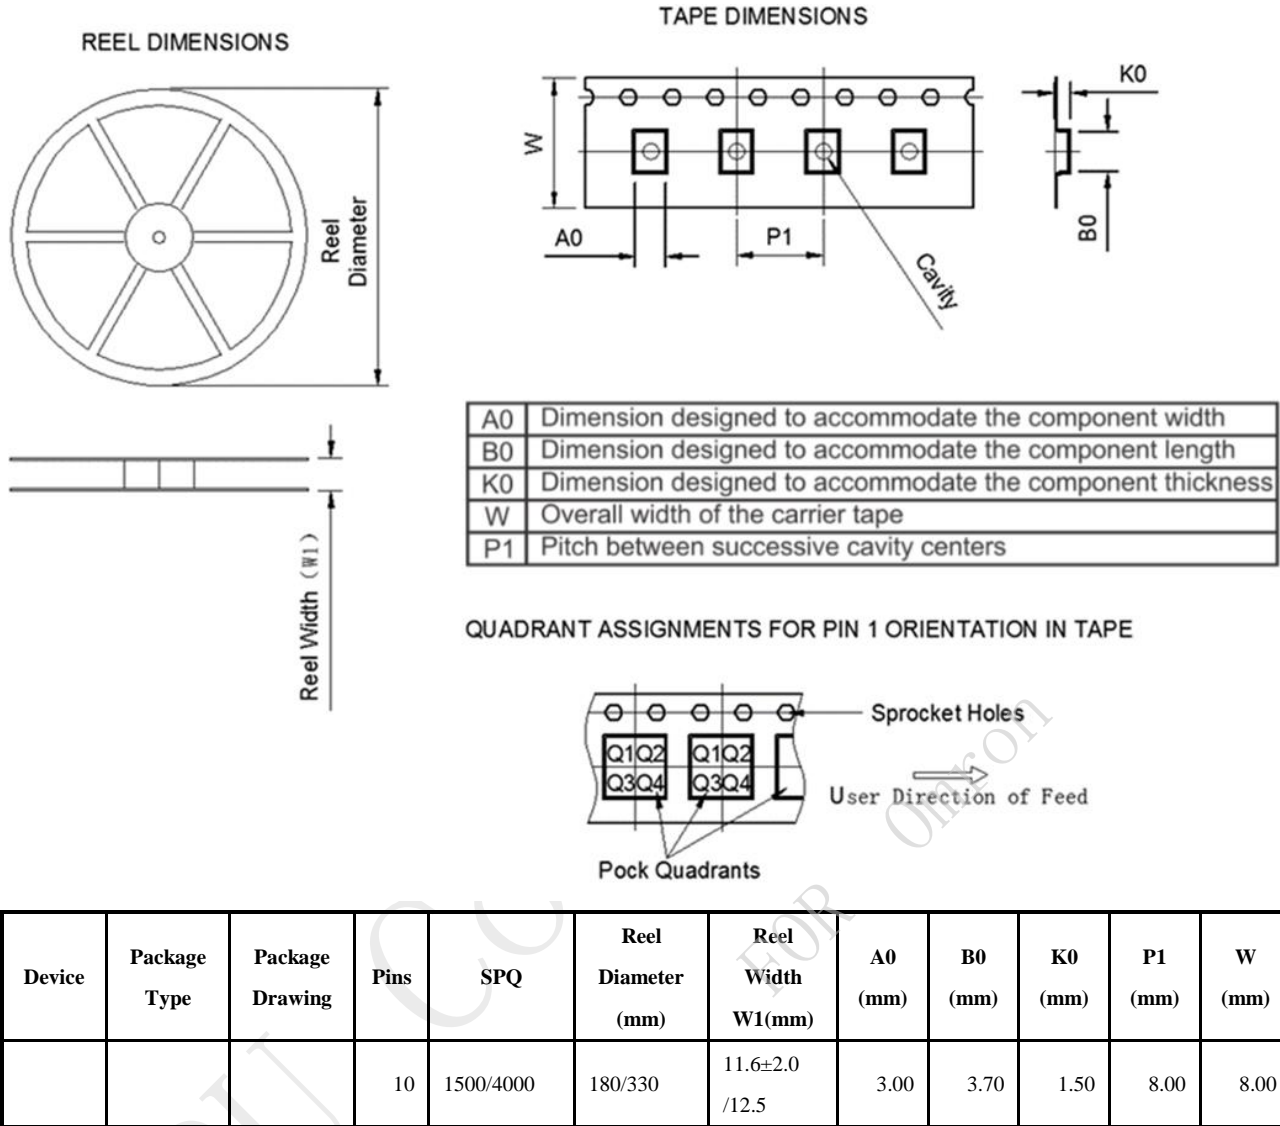 REEL DIMENSIONS
TAPE DIMENSIONS
Reel
Diameter
Reel Width (W1)
W
A0
P1
Cavity
K0
B0
A0 Dimension designed to accommodate the component width
B0 Dimension designed to accommodate the component length
K0 Dimension designed to accommodate the component thickness
W Overall width of the carrier tape
P1 Pitch between successive cavity centers
QUADRANT ASSIGNMENTS FOR PIN 1 ORIENTATION IN TAPE
Sprocket Holes
Q1 Q2 Q1 Q2
Q3 Q4 Q3 Q4
User Direction of Feed
Pock Quadrants
FOR Omron
Device Package Type Package Drawing Pins SPQ Reel Diameter (mm) Reel Width W1(mm) A0 (mm) B0 (mm) K0 (mm) P1 (mm) W (mm)
10 1500/4000 180/330 11.6±2.0 /12.5 3.00 3.70 1.50 8.00 8.00